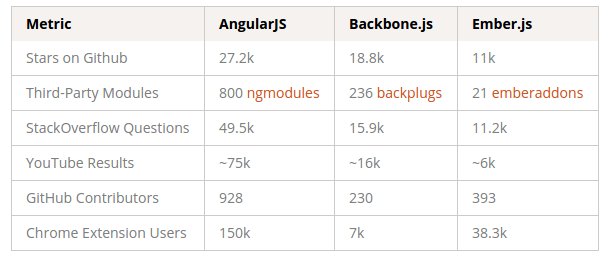 Metric AngularJS Backbone.js Ember.js
Stars on Github 27.2k 18.8k 11k
Third-Party Modules 800 ngmodules 236 backplugs 21 emberaddons
StackOverflow Questions 49.5k 15.9k 11.2k
YouTube Results ~75k ~16k ~6k
GitHub Contributors 928 230 393
Chrome Extension Users 150k 7k 38.3k